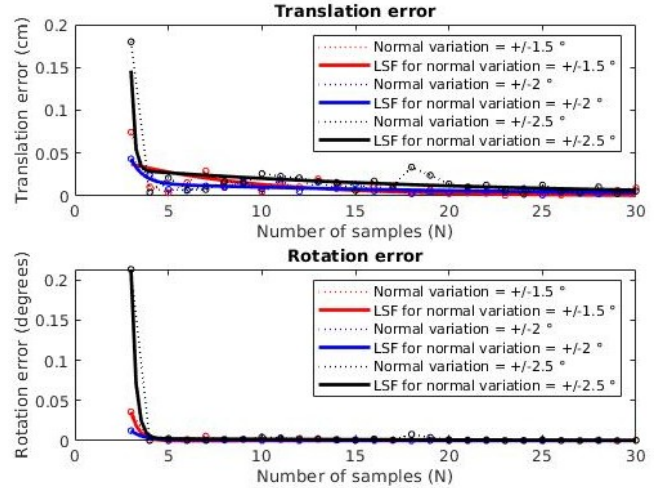 Translation error
Translation error (cm)
0.2
0.15
0.1
0.05
0
Normal variation = +/-1.5 °
LSF for normal variation = +/-1.5 °
Normal variation = +/-2 °
LSF for normal variation = +/-2 °
Normal variation = +/-2.5 °
LSF for normal variation = +/-2.5 °
0 5 10 15 20 25 30
Number of samples (N)
Rotation error
Rotation error (degrees)
0.2
0.15
0.1
0.05
0
Normal variation = +/-1.5 °
LSF for normal variation = +/-1.5 °
Normal variation = +/-2 °
LSF for normal variation = +/-2 °
Normal variation = +/-2.5 °
LSF for normal variation = +/-2.5 °
0 5 10 15 20 25 30
Number of samples (N)